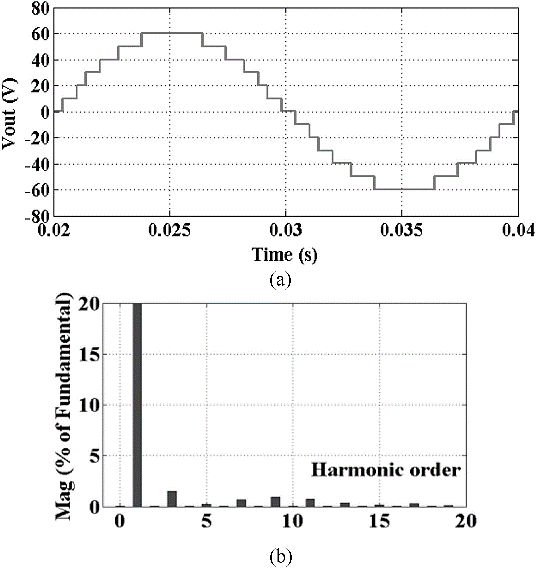 (a)
Vout (V)
80
60
40
20
0
-20
-40
-60
-80
0.02 0.025 0.03 0.035 0.04
Time (s)
(a)
Mag (% of Fundamental)
20
15
10
5
0
Harmonic order
0 5 10 15 20
(b)